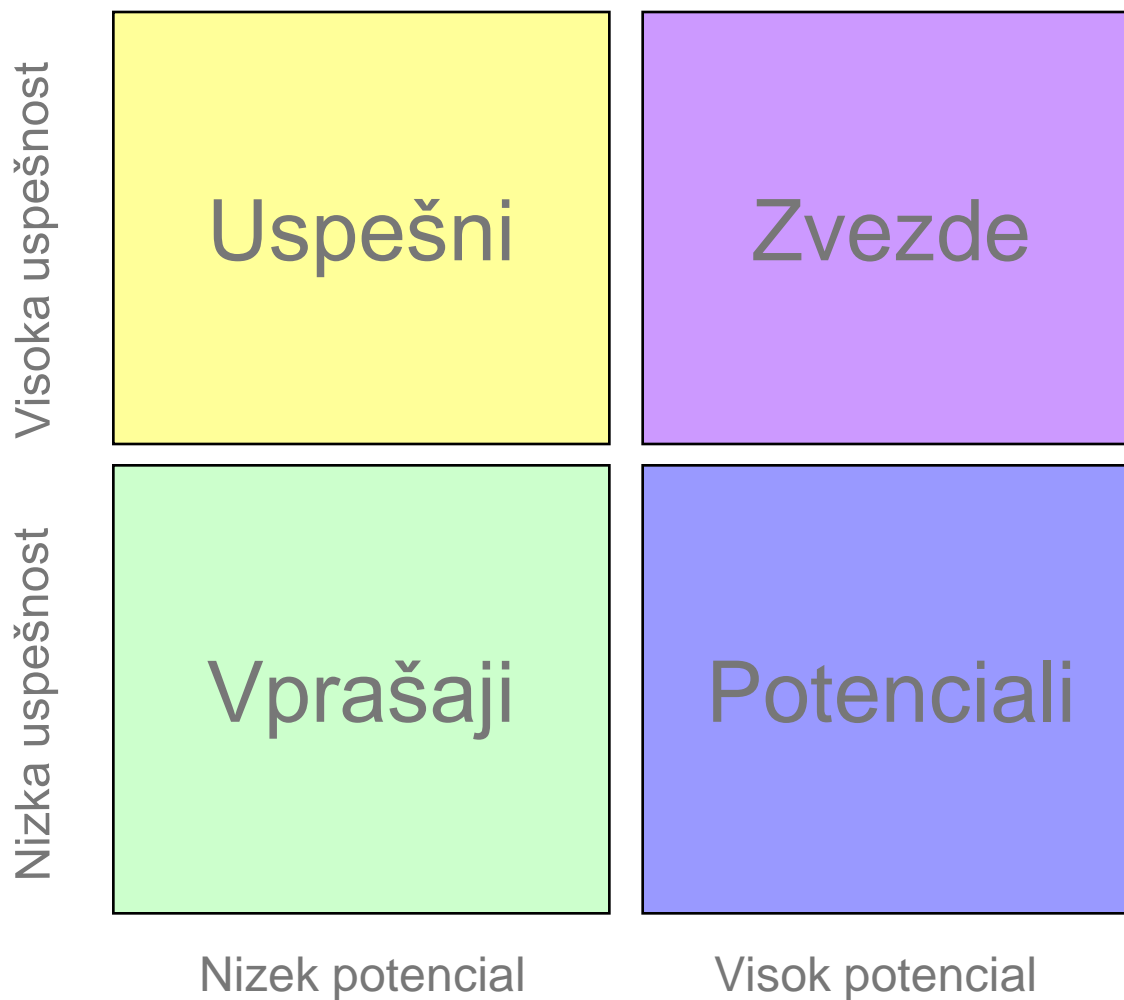 Visoka uspešnost
Uspešni
Zvezde
Nizka uspešnost
Vprašaji
Potenciali
Nizek potencial
Visok potencial